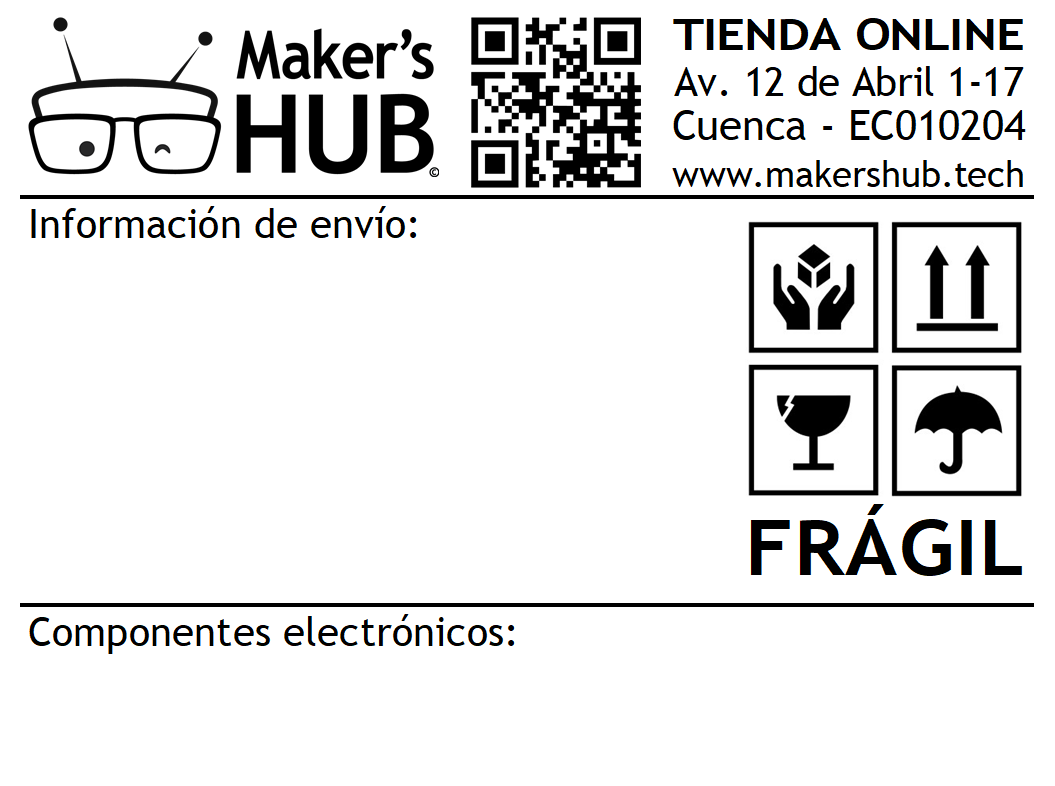 Maker's
HUB©
TIENDA ONLINE
Av. 12 de Abril 1-17
Cuenca - EC010204
www.makershub.tech
Información de envío:
FRÁGIL
Componentes electrónicos: